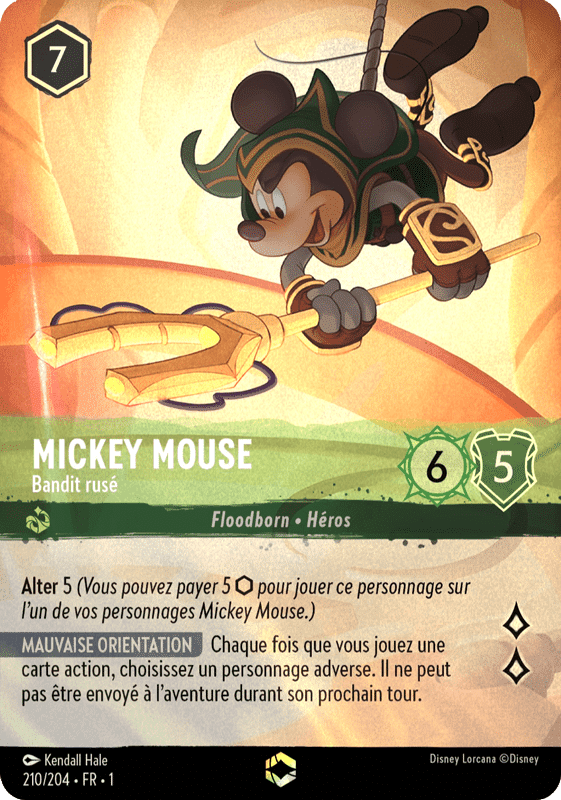 7
MICKEY MOUSE
Bandit rusé
6
5
Floodborn • Héros
Alter 5 (Vous pouvez payer 5 ⬡ pour jouer ce personnage sur
l'un de vos personnages Mickey Mouse.)
MAUVAISE ORIENTATION Chaque fois que vous jouez une
carte action, choisissez un personnage adverse. Il ne peut
pas être envoyé à l'aventure durant son prochain tour.
Kendall Hale
Disney Lorcana ©Disney
210/204 • FR • 1